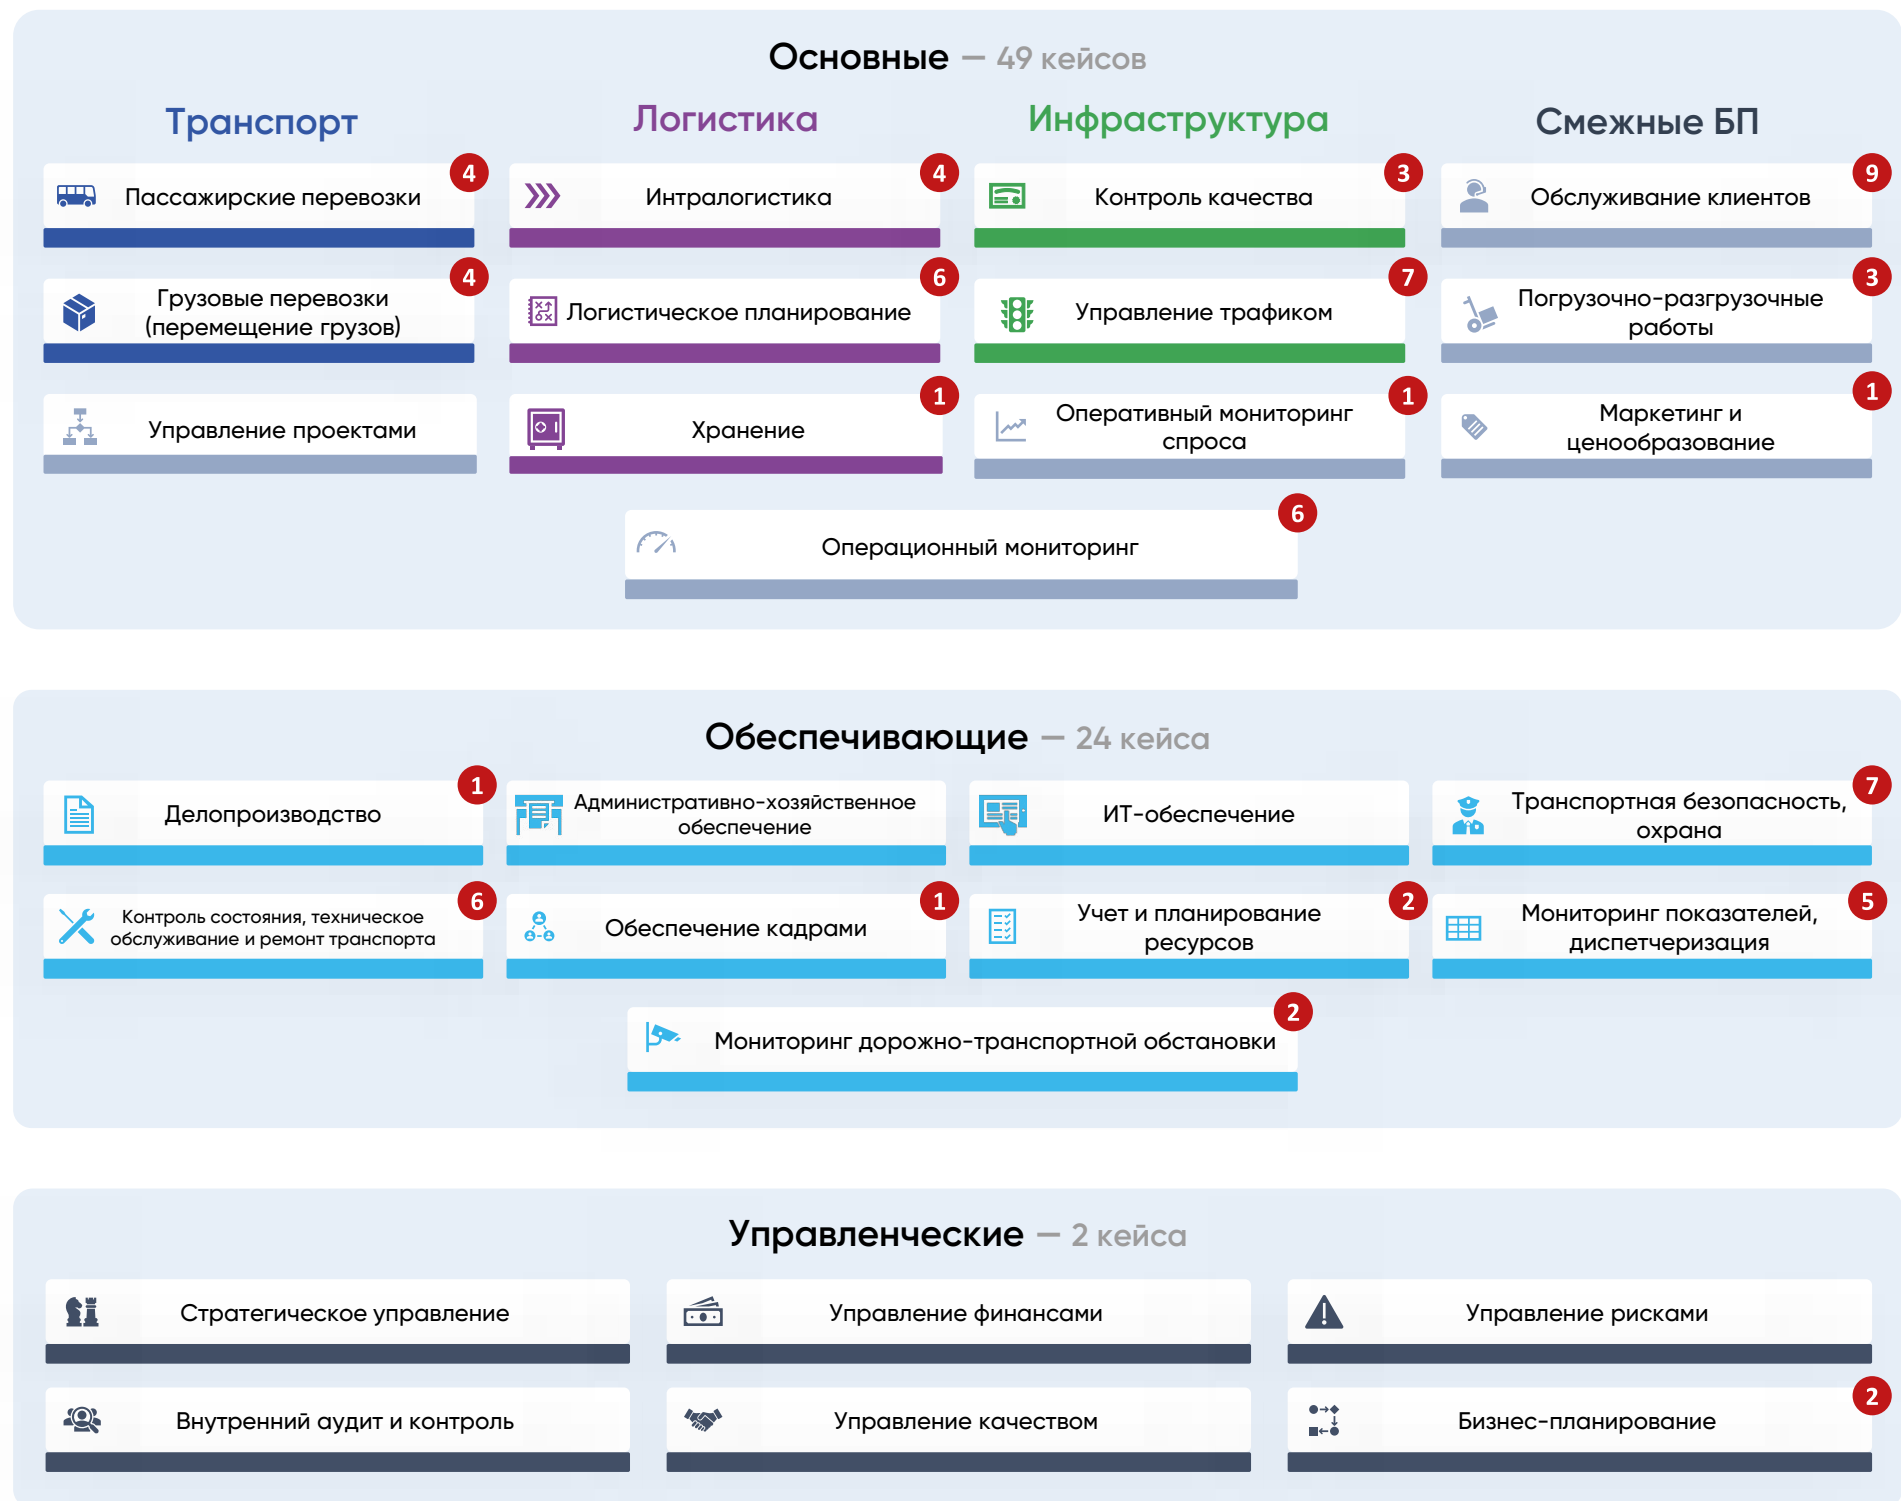 Основные — 49 кейсов
Транспорт
Логистика
Инфраструктура
Смежные БП
4
Пассажирские перевозки
4
Интралогистика
3
Контроль качества
9
Обслуживание клиентов
4
Грузовые перевозки
(перемещение грузов)
6
Логистическое планирование
7
Управление трафиком
3
Погрузочно-разгрузочные
работы
Управление проектами
1
Хранение
1
Оперативный мониторинг
спроса
1
Маркетинг и
ценообразование
6
Операционный мониторинг
Обеспечивающие — 24 кейса
1
Делопроизводство
Административно-хозяйственное
обеспечение
ИТ-обеспечение
7
Транспортная безопасность,
охрана
6
Контроль состояния, техническое
обслуживание и ремонт транспорта
1
Обеспечение кадрами
2
Учет и планирование
ресурсов
5
Мониторинг показателей,
диспетчеризация
2
Мониторинг дорожно-транспортной обстановки
Управленческие — 2 кейса
Стратегическое управление
Управление финансами
Управление рисками
Внутренний аудит и контроль
Управление качеством
2
Бизнес-планирование